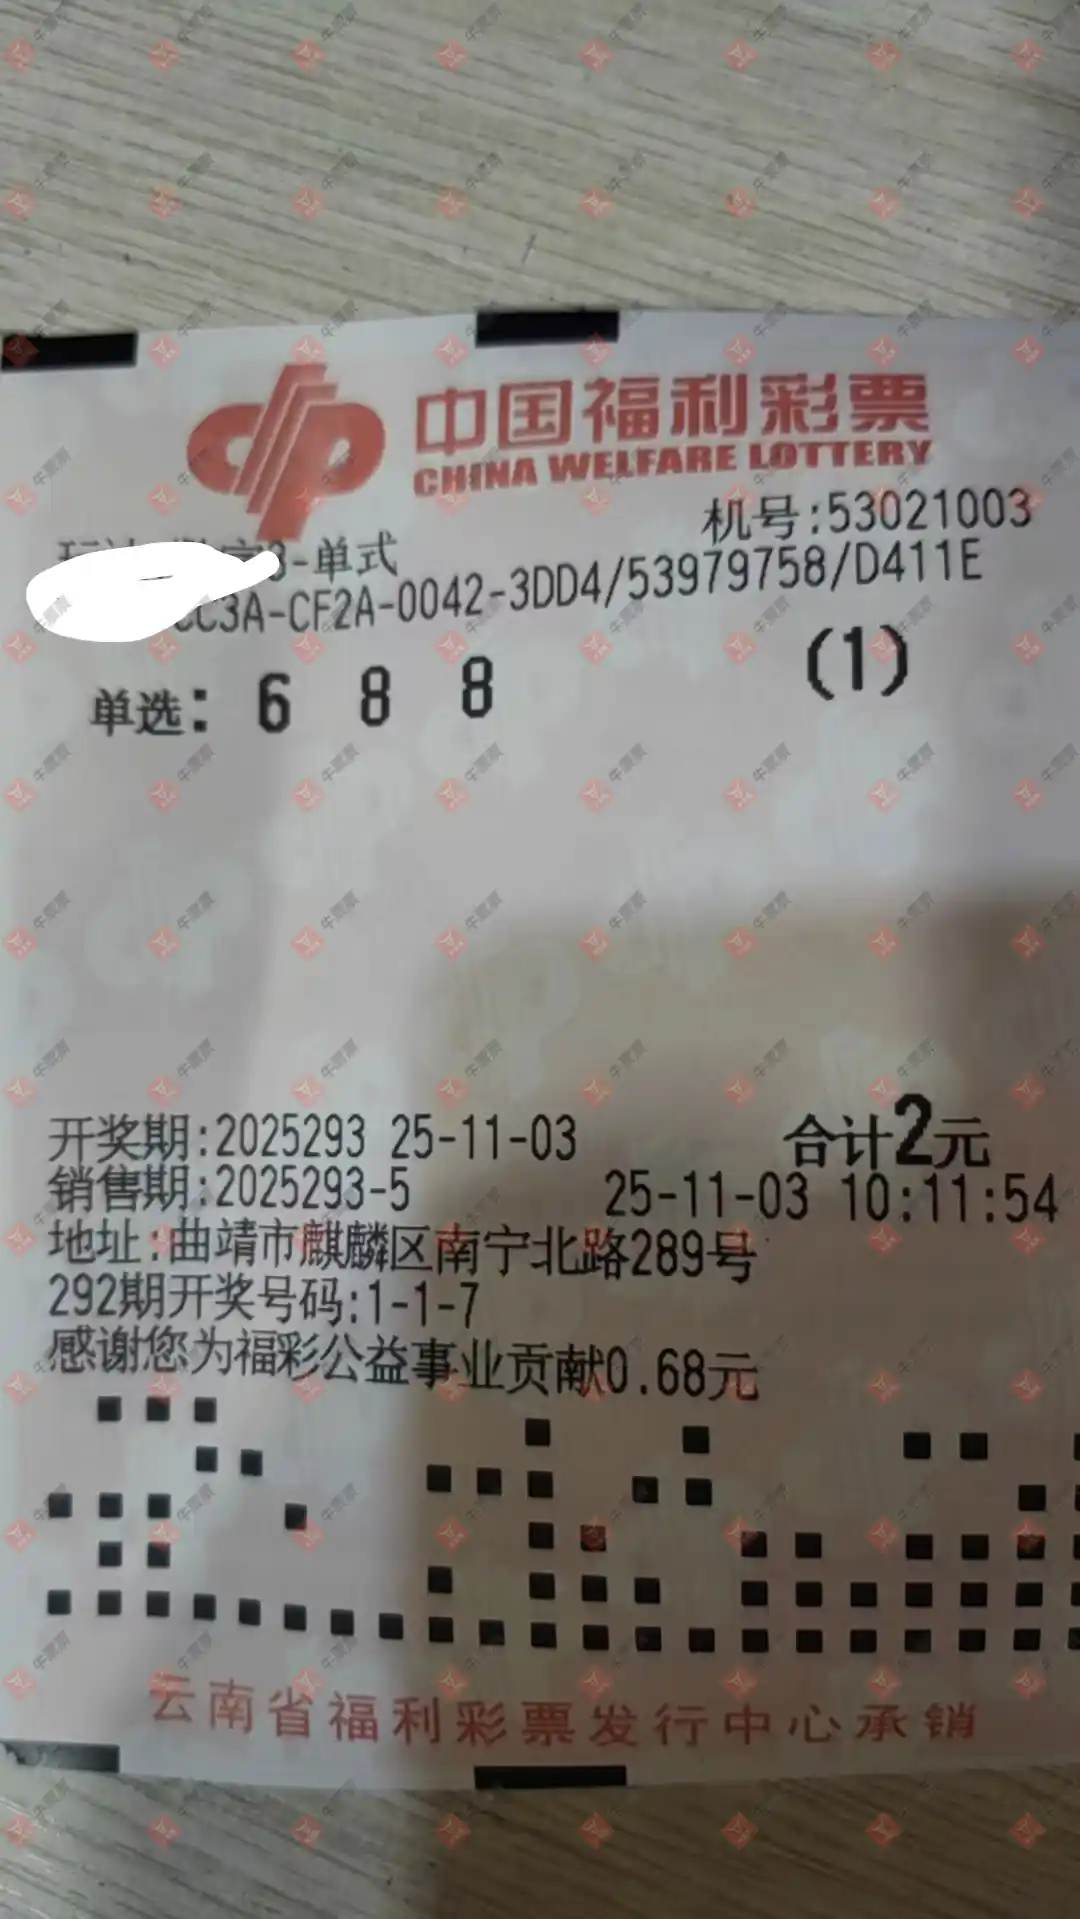 中国福利彩票
CHINA WELFARE LOTTERY
机号:53021003
3-单式
CC3A-CF2A-0042-3DD4/53979758/D411E
单选: 6 8 8 (1)
开奖期:2025293 25-11-03 合计2元
销售期:2025293-5 25-11-03 10:11:54
地址:曲靖市麒麟区南宁北路289号
292期开奖号码:1-1-7
感谢您为福彩公益事业贡献0.68元
云南省福利彩票发行中心承销
牛票票